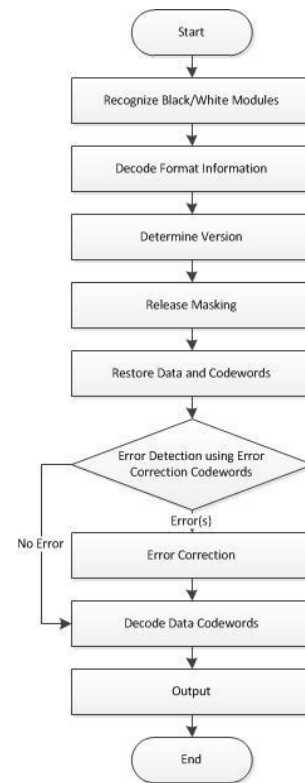 Start
Recognize Black/White Modules
Decode Format Information
Determine Version
Release Masking
Restore Data and Codewords
Error Detection using Error
Correction Codewords
Error(s)
No Error
Error Correction
Decode Data Codewords
Output
End